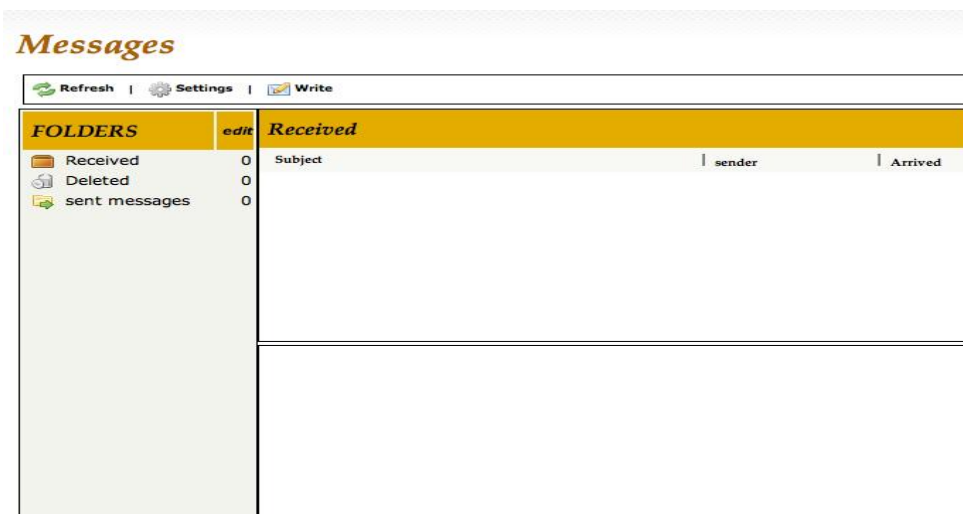 Messages
Refresh | Settings | Write
FOLDERS edit
Received 0
Deleted 0
sent messages 0
Received
Subject | sender | Arrived